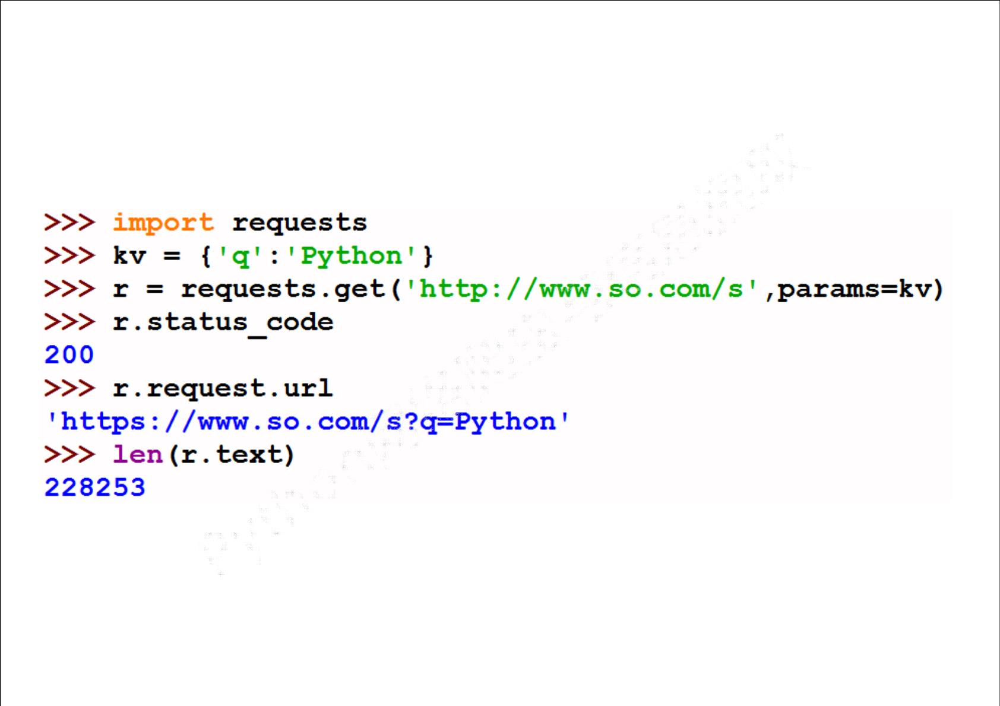 >>> import requests
>>> kv = {'q':'Python'}
>>> r = requests.get('http://www.so.com/s',params=kv)
>>> r.status_code
200
>>> r.request.url
'https://www.so.com/s?q=Python'
>>> len(r.text)
228253